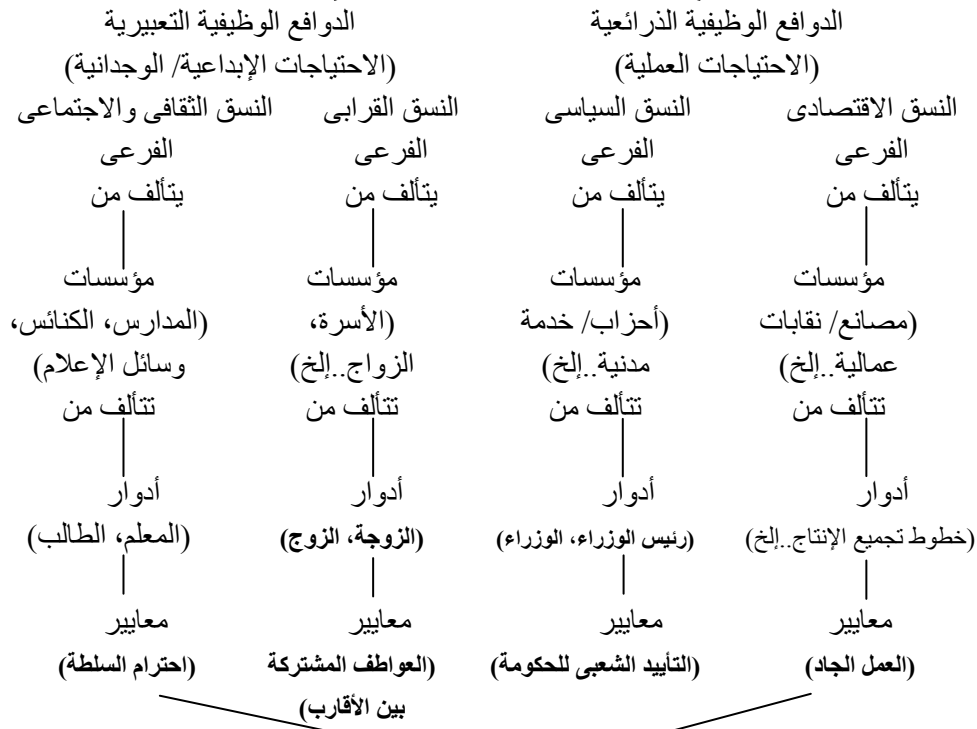 الدوافع الوظيفية الذرائعية
الدوافع الوظيفية التعبيرية
(الاحتياجات العملية)
(الاحتياجات الإبداعية/ الوجدانية)
النسق الاقتصادى
النسق السياسى
النسق القرابى
النسق الثقافى والاجتماعى
الفرعى
الفرعى
الفرعى
الفرعى
يتألف من
يتألف من
يتألف من
يتألف من
مؤسسات
مؤسسات
مؤسسات
مؤسسات
(مصانع/ نقابات
(أحزاب/ خدمة
(الأسرة،
(المدارس، الكنائس،
عمالية..إلخ)
مدنية..إلخ)
الزواج..إلخ)
وسائل الإعلام)
تتألف من
تتألف من
تتألف من
تتألف من
أدوار
أدوار
أدوار
أدوار
(خطوط تجميع الإنتاج..إلخ)
(رئيس الوزراء، الوزراء)
(الزوجة، الزوج)
(المعلم، الطالب)
معايير
معايير
معايير
معايير
(العمل الجاد)
(التأييد الشعبى للحكومة)
(العواطف المشتركة
(احترام السلطة)
بين الأقارب)